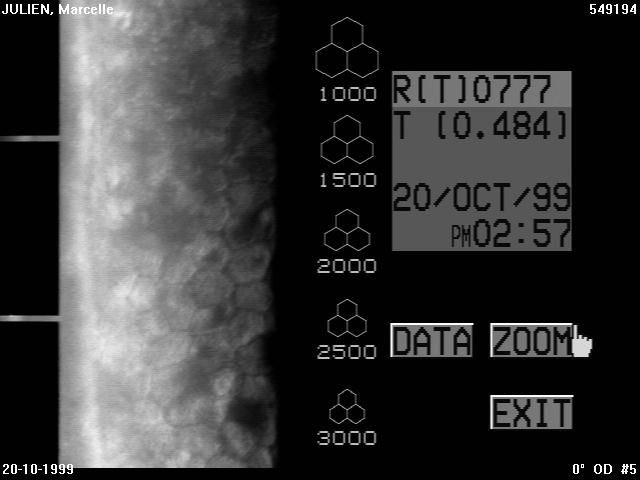 JULIEN, Marcelle
549194
1000
1500
2000
2500
3000
R[T]0777
T [0.484]
20/OCT/99
PM02:57
DATA
ZOOM
EXIT
20-10-1999
0° OD #5